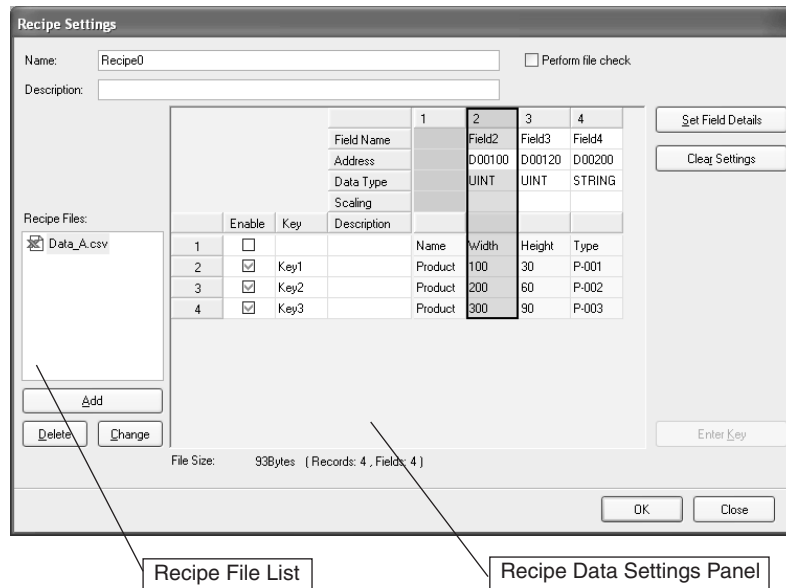 Recipe Settings
Name: Recipe0 Perform file check
Description:
1 2 3 4 Set Field Details
Field Name Field2 Field3 Field4
Address D00100 D00120 D00200 Clear Settings
Data Type UINT UINT STRING
Scaling
Recipe Files: Enable Key Description
Data_A.csv 1 Name Width Height Type
2 Key1 Product 100 30 P-001
3 Key2 Product 200 60 P-002
4 Key3 Product 300 90 P-003
Add
Delete Change Enter Key
File Size: 93Bytes ( Records: 4 , Fields: 4 )
OK Close
Recipe File List Recipe Data Settings Panel